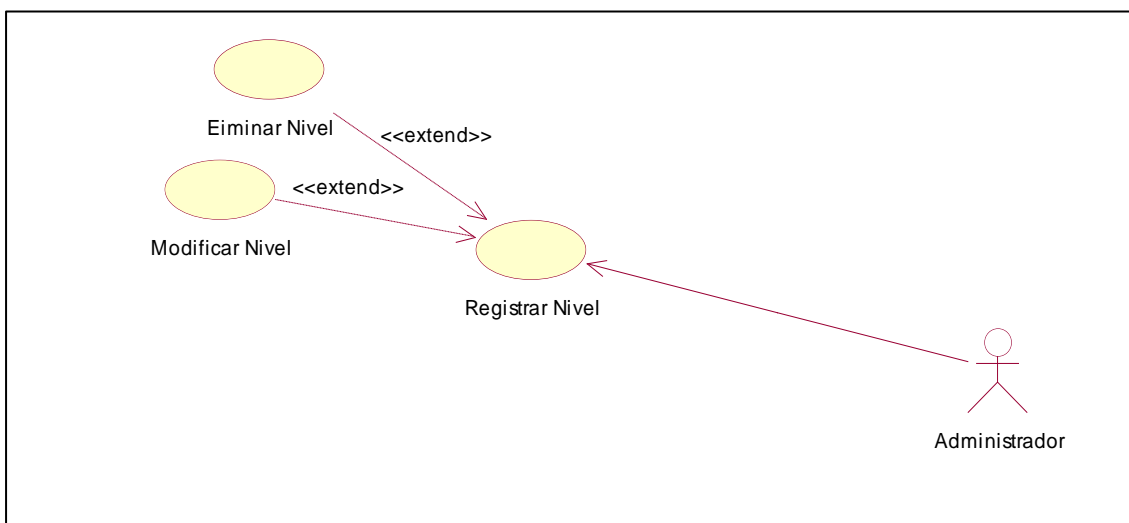 Eiminar Nivel
<<extend>>
<<extend>>
Modificar Nivel
Registrar Nivel
Administrador